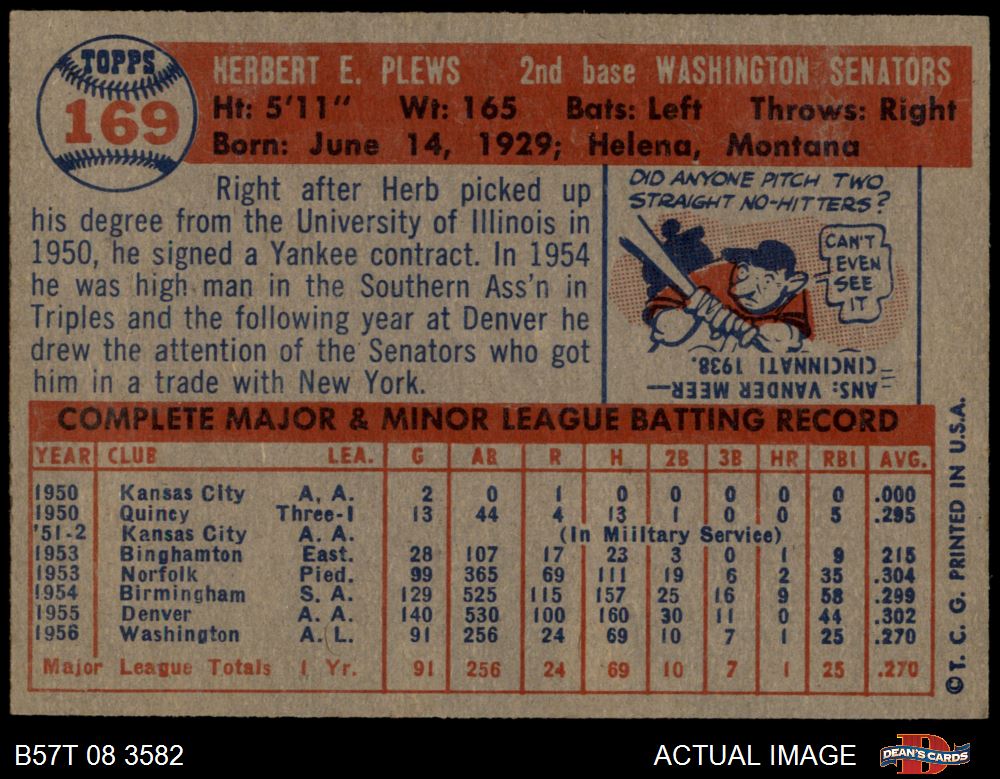 TOPPS
169
HERBERT E. PLEWS 2nd base WASHINGTON SENATORS
Ht: 5'11" Wt: 165 Bats: Left Throws: Right
Born: June 14, 1929; Helena, Montana
Right after Herb picked up
his degree from the University of Illinois in
1950, he signed a Yankee contract. In 1954
he was high man in the Southern Ass'n in
Triples and the following year at Denver he
drew the attention of the Senators who got
him in a trade with New York.
DID ANYONE PITCH TWO
STRAIGHT NO-HITTERS?
CAN'T
EVEN
SEE
IT
ANS: VANDER MEER—
CINCINNATI 1938.
COMPLETE MAJOR & MINOR LEAGUE BATTING RECORD
YEAR CLUB LEA. G AB R H 2B 3B HR RBI AVG.
1950 Kansas City A. A. 2 0 1 0 0 0 0 0 .000
1950 Quincy Three-I 13 44 4 13 1 0 0 5 .295
'51-2 Kansas City A. A. (In Military Service)
1953 Binghamton East. 28 107 17 23 3 0 1 9 .215
1953 Norfolk Pied. 99 365 69 111 19 6 2 35 .304
1954 Birmingham S. A. 129 525 115 157 25 16 9 58 .299
1955 Denver A. A. 140 530 100 160 30 11 0 44 .302
1956 Washington A. L. 91 256 24 69 10 7 1 25 .270
Major League Totals 1 Yr. 91 256 24 69 10 7 1 25 .270
© T. C. G. PRINTED IN U.S.A.
B57T 08 3582 ACTUAL IMAGE DEAN'S CARDS